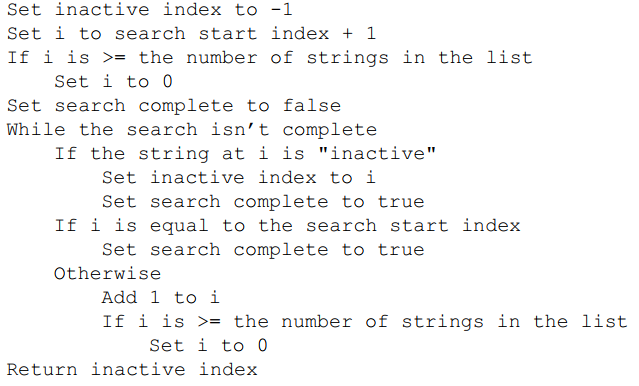 Set inactive index to -1
Set i to search start index + 1
If i is >= the number of strings in the list
    Set i to 0
Set search complete to false
While the search isn’t complete
    If the string at i is "inactive"
        Set inactive index to i
        Set search complete to true
    If i is equal to the search start index
        Set search complete to true
    Otherwise
        Add 1 to i
        If i is >= the number of strings in the list
            Set i to 0
Return inactive index